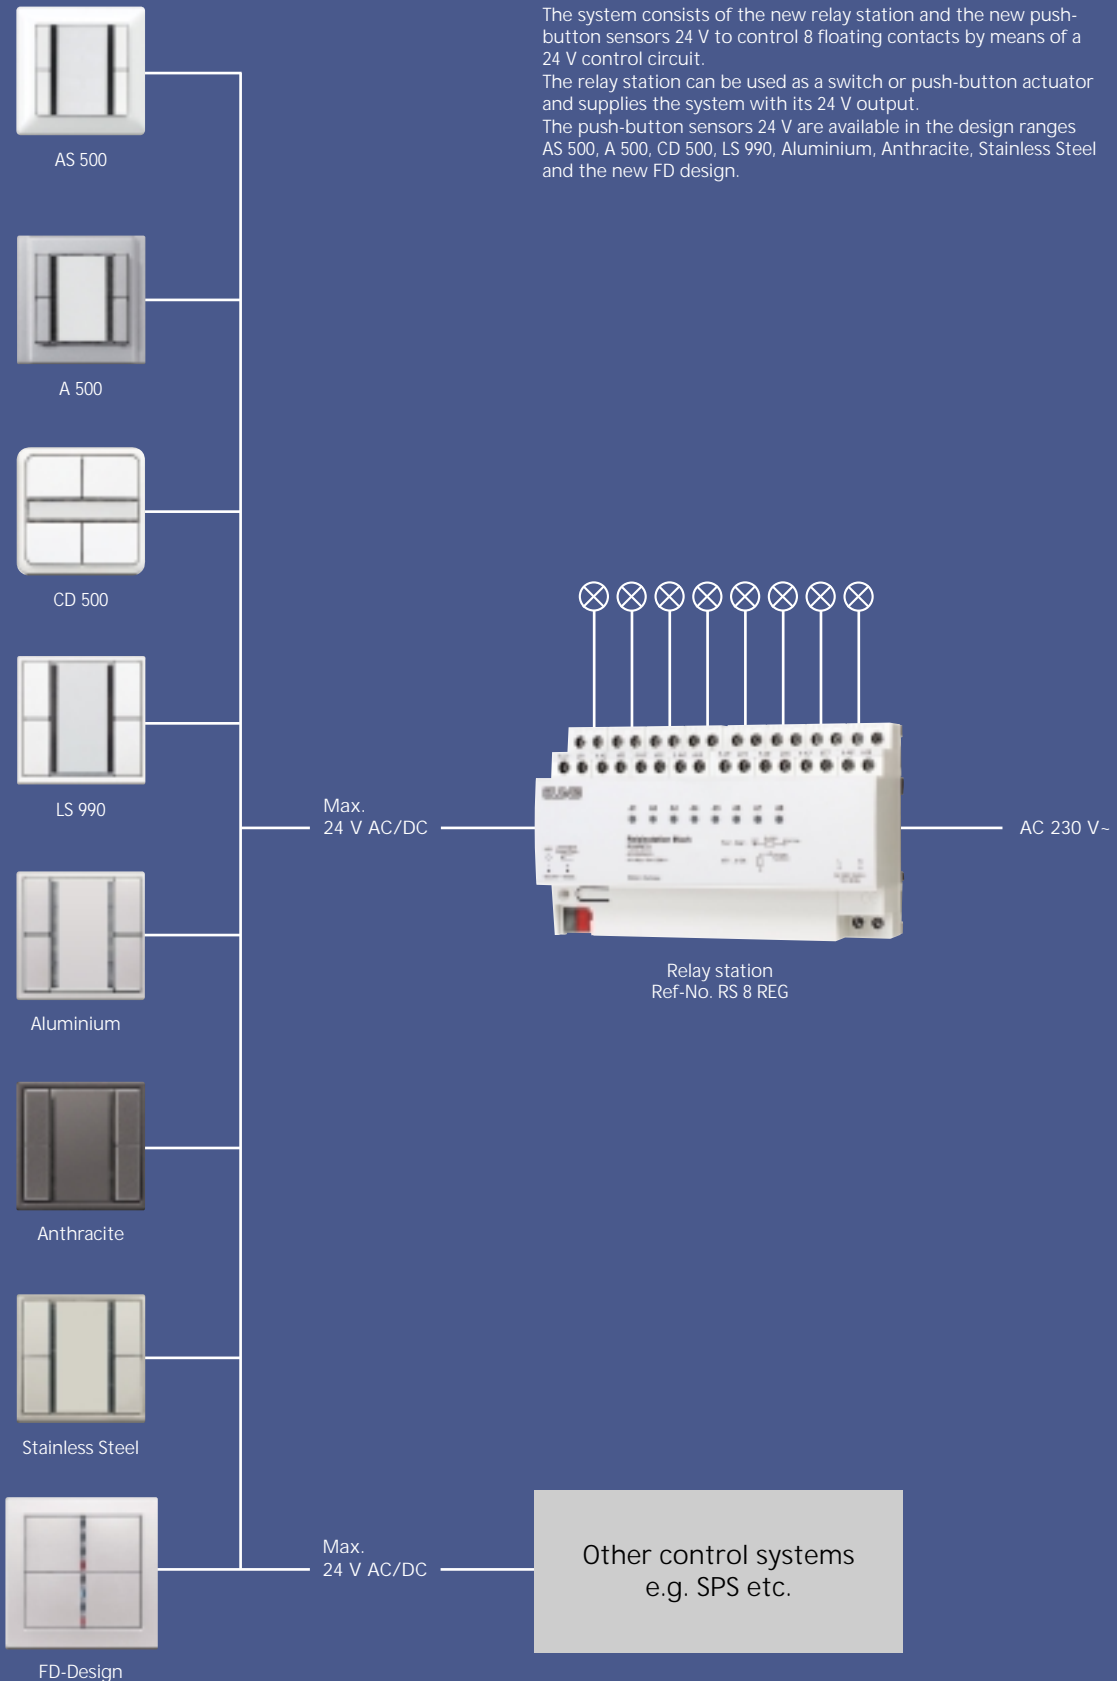 The system consists of the new relay station and the new push-
button sensors 24 V to control 8 floating contacts by means of a
24 V control circuit.
The relay station can be used as a switch or push-button actuator
and supplies the system with its 24 V output.
The push-button sensors 24 V are available in the design ranges
AS 500, A 500, CD 500, LS 990, Aluminium, Anthracite, Stainless Steel
and the new FD design.
AS 500
A 500
CD 500
LS 990
Max.
24 V AC/DC
AC 230 V~
Relay station
Ref-No. RS 8 REG
Aluminium
Anthracite
Stainless Steel
Max.
24 V AC/DC
Other control systems
e.g. SPS etc.
FD-Design